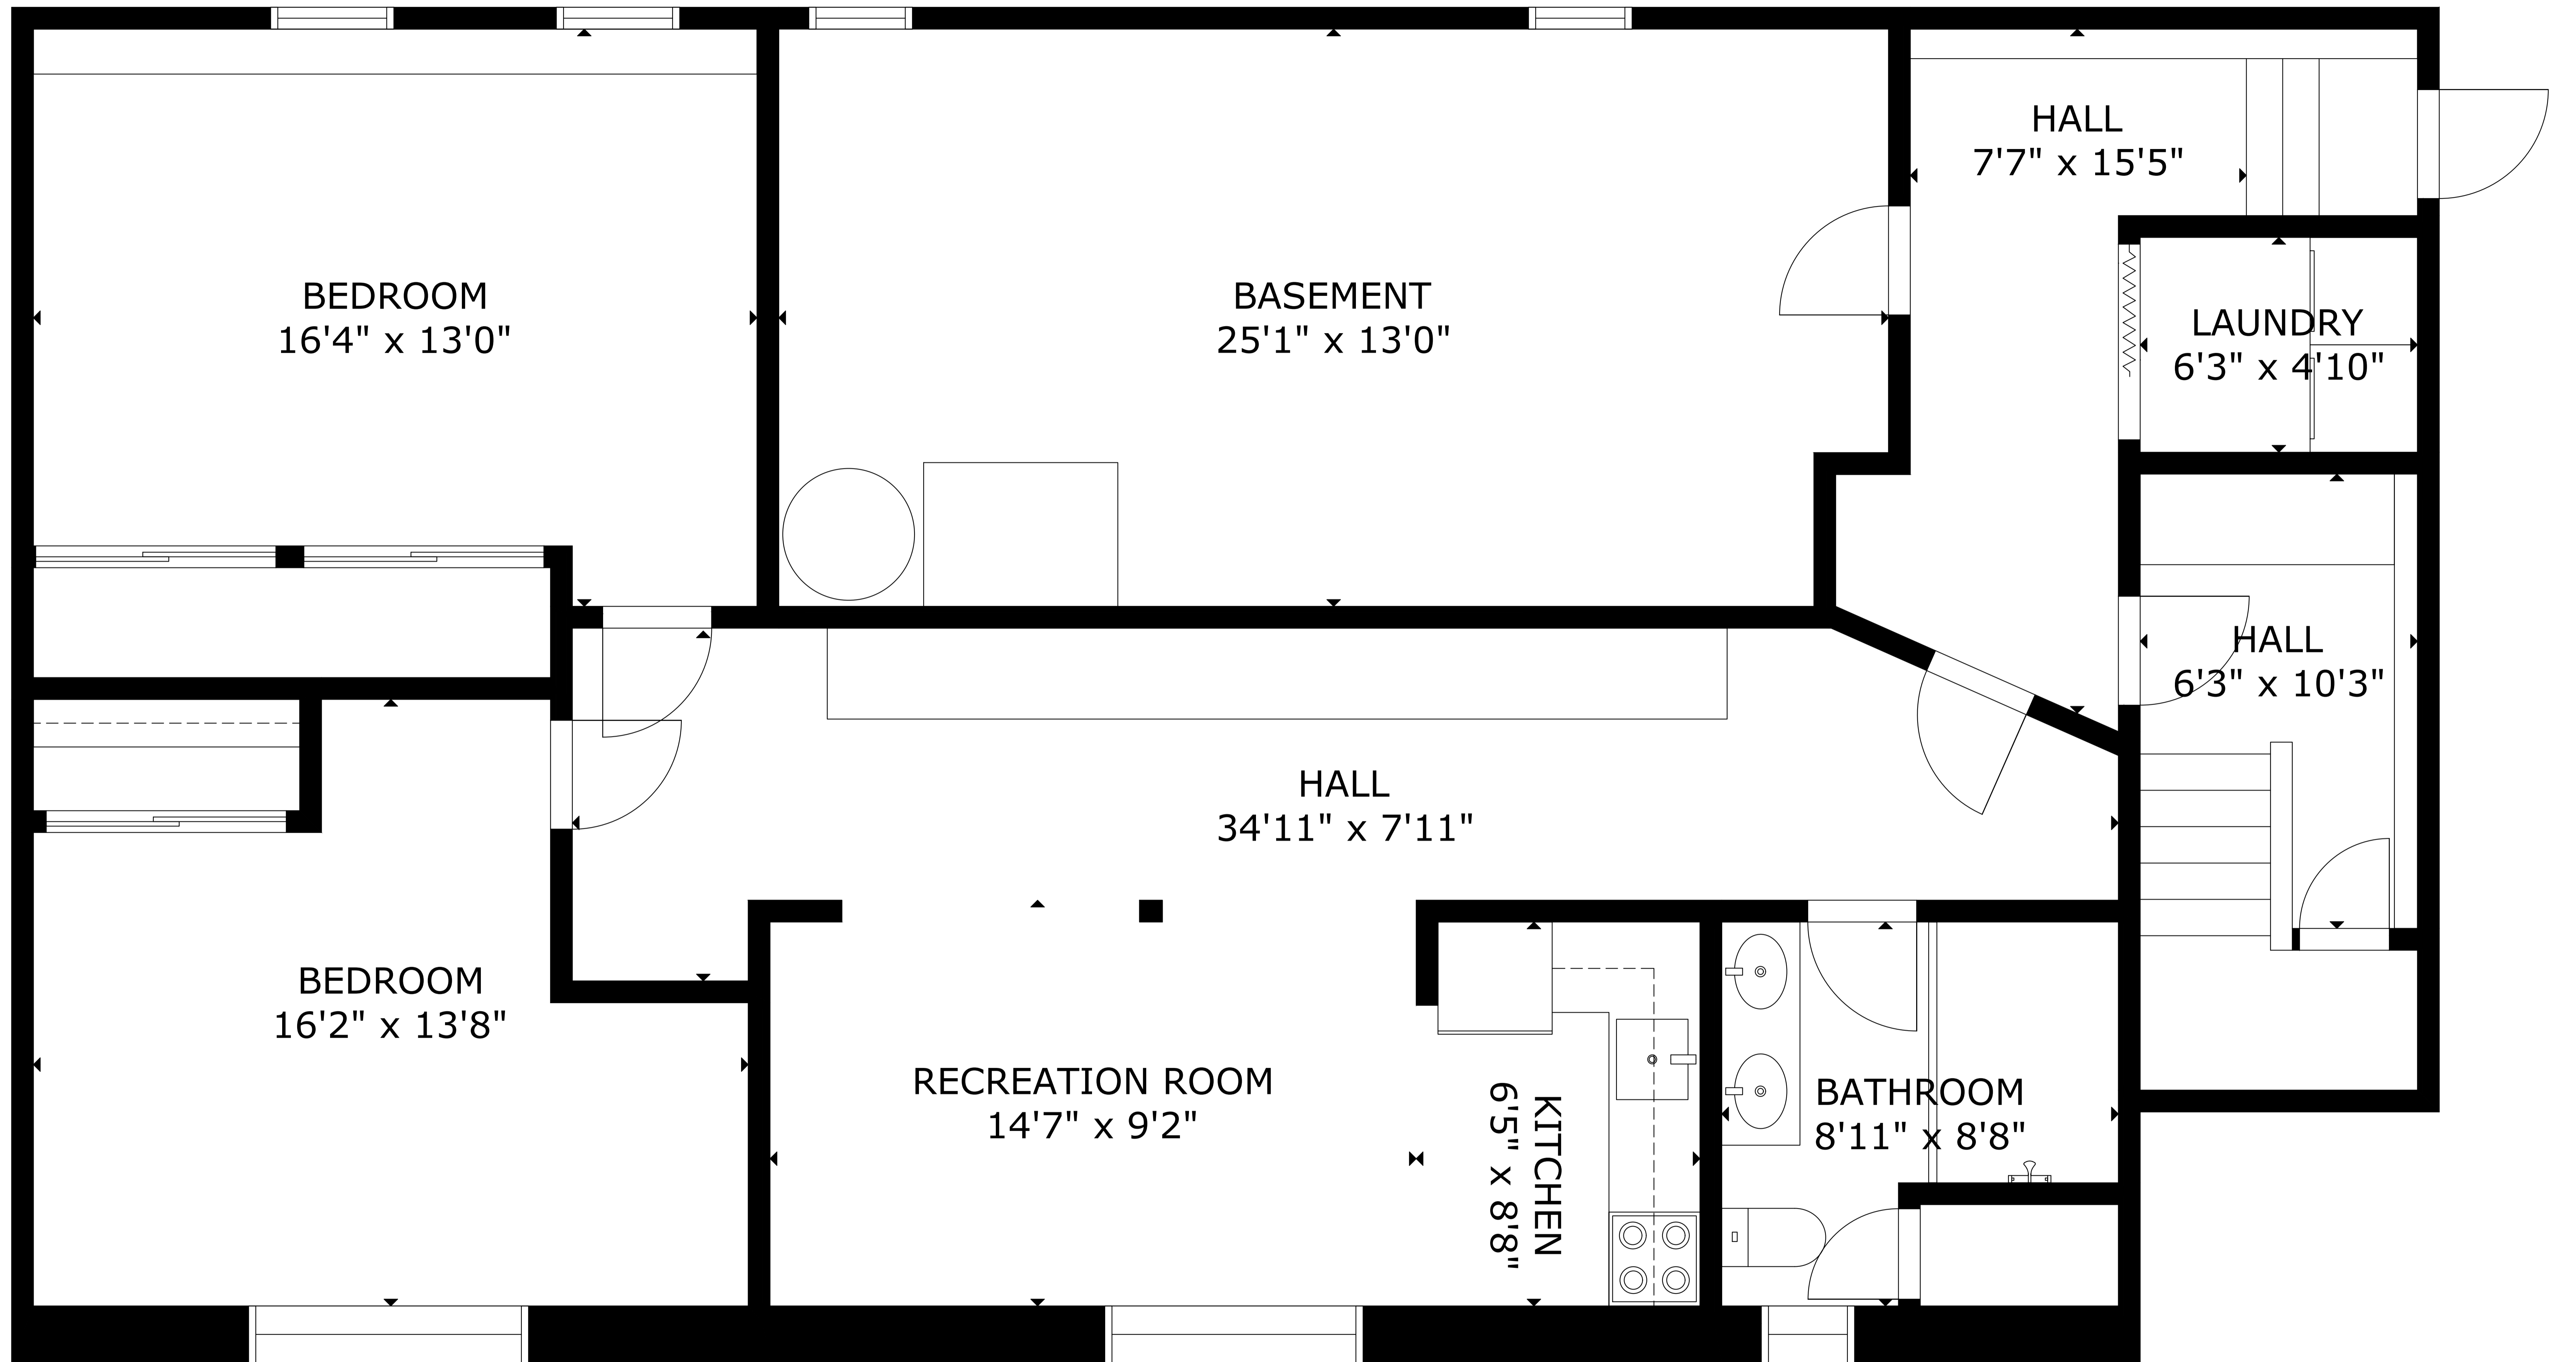 HALL
7'7" x 15'5"
BEDROOM
16'4" x 13'0"
BASEMENT
25'1" x 13'0"
LAUNDRY
6'3" x 4'10"
HALL
6'3" x 10'3"
HALL
34'11" x 7'11"
BEDROOM
16'2" x 13'8"
RECREATION ROOM
14'7" x 9'2"
KITCHEN
6'5" x 8'8"
BATHROOM
8'11" x 8'8"